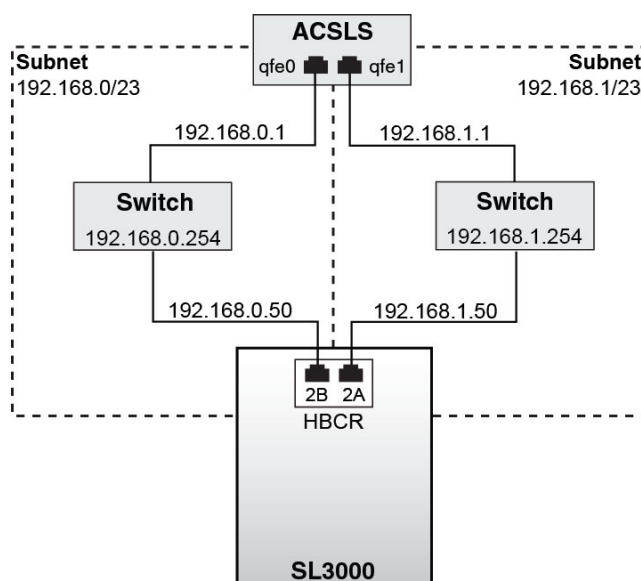 ACSLS
qfe0
qfe1
Subnet
192.168.0/23
Subnet
192.168.1/23
192.168.0.1
192.168.1.1
Switch
192.168.0.254
Switch
192.168.1.254
192.168.0.50
192.168.1.50
2B
2A
HBCR
SL3000